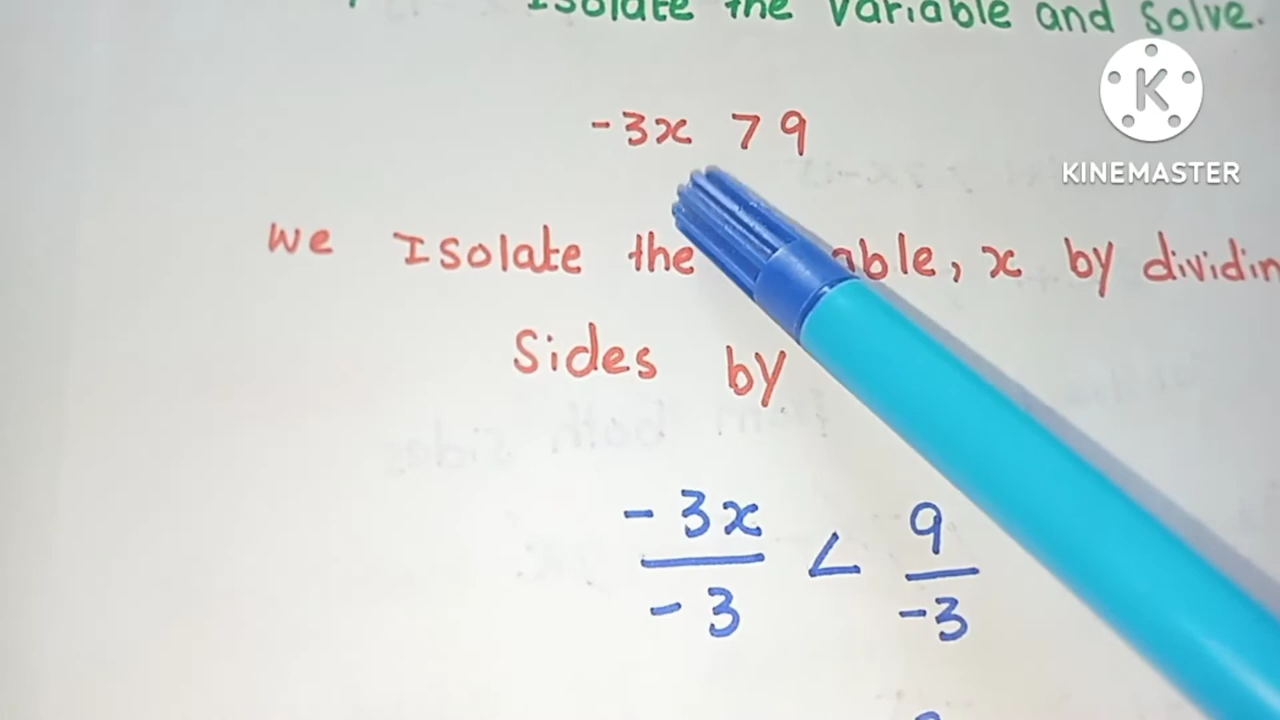 Isolate the variable and solve.
-3x > 9
KINEMASTER
we Isolate the able, x by dividin
Sides by
-3x/-3 < 9/-3